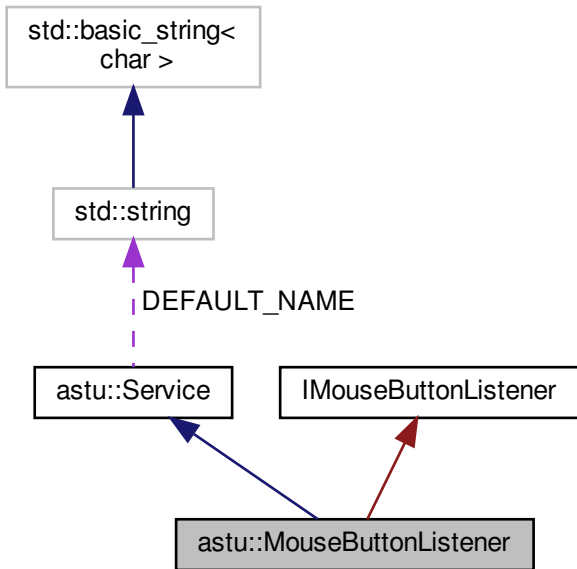 std::basic_string<
char >
std::string
DEFAULT_NAME
astu::Service
IMouseButtonListener
astu::MouseButtonListener